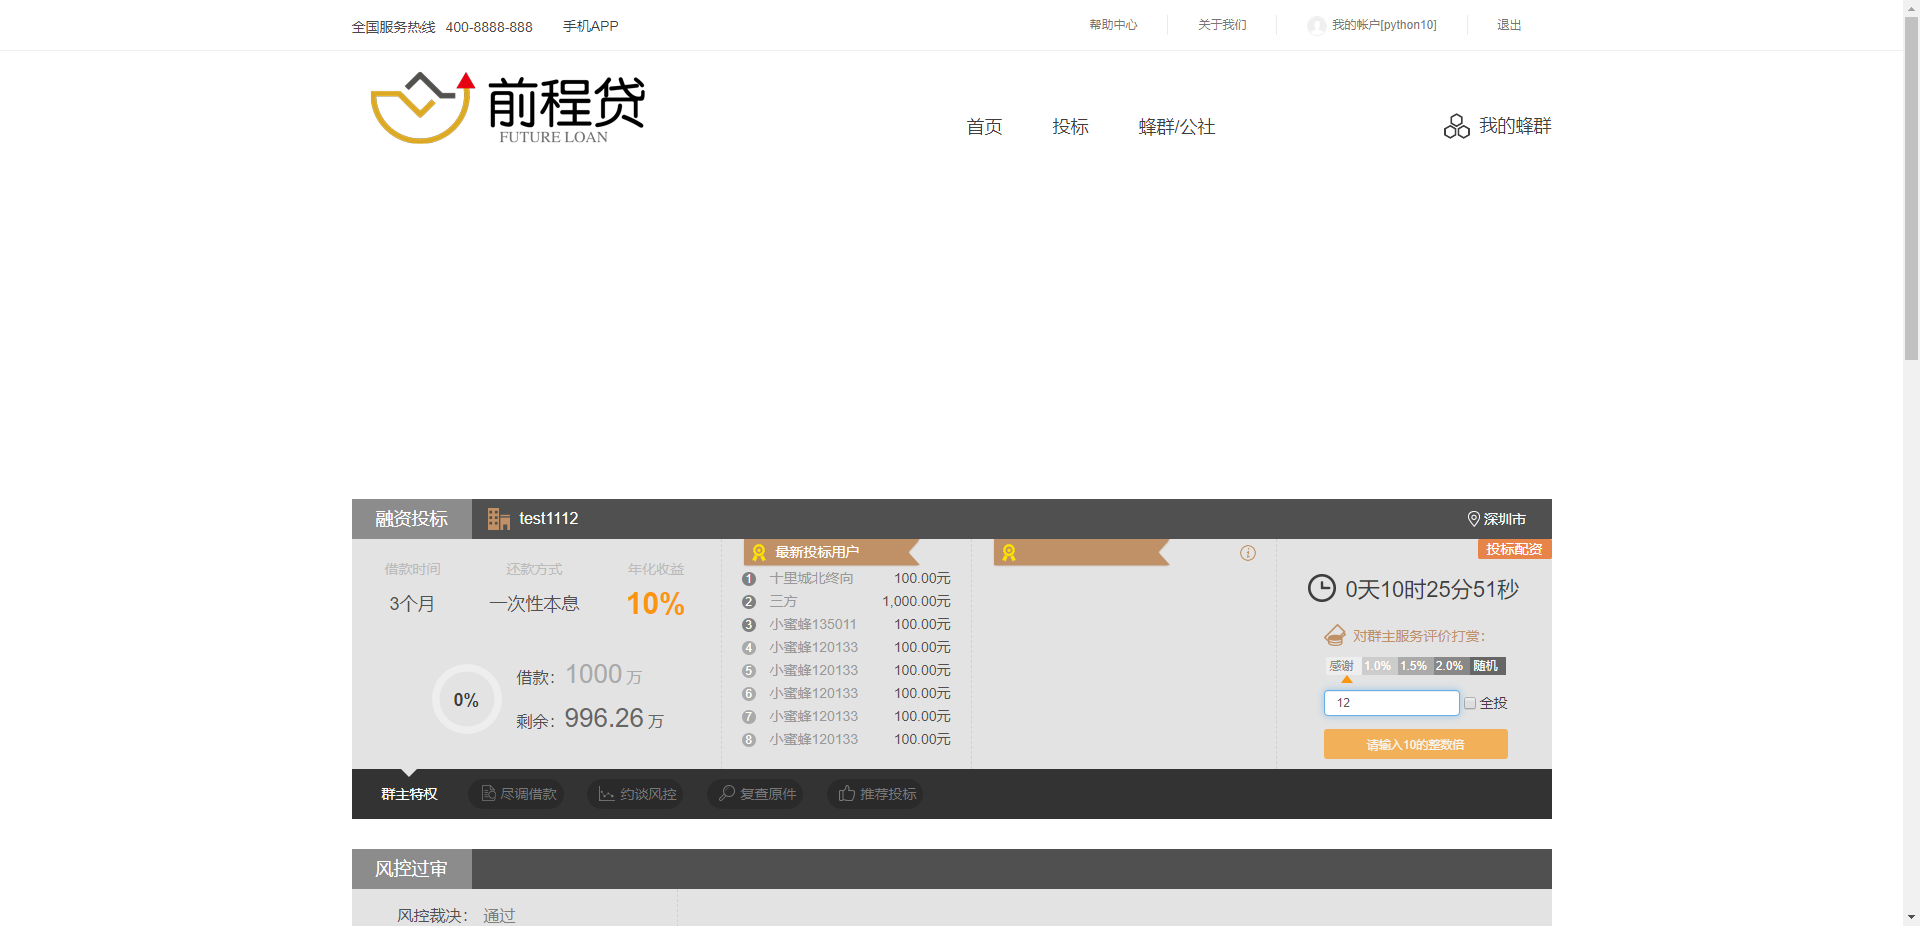 全国服务热线 400-8888-888 手机APP 帮助中心 关于我们 我的帐户[python10] 退出
前程贷
FUTURE LOAN
首页 投标 蜂群/公社 我的蜂群
融资投标 test1112 深圳市
借款时间 还款方式 年化收益
3个月 一次性本息 10%
0%
借款： 1000 万
剩余： 996.26 万
最新投标用户
1 十里城北终向 100.00元
2 三方 1,000.00元
3 小蜜蜂135011 100.00元
4 小蜜蜂120133 100.00元
5 小蜜蜂120133 100.00元
6 小蜜蜂120133 100.00元
7 小蜜蜂120133 100.00元
8 小蜜蜂120133 100.00元
投标配资
0天10时25分51秒
对群主服务评价打赏：
感谢 1.0% 1.5% 2.0% 随机
12 全投
请输入10的整数倍
群主特权 尽调借款 约谈风控 复查原件 推荐投标
风控过审
风控裁决： 通过